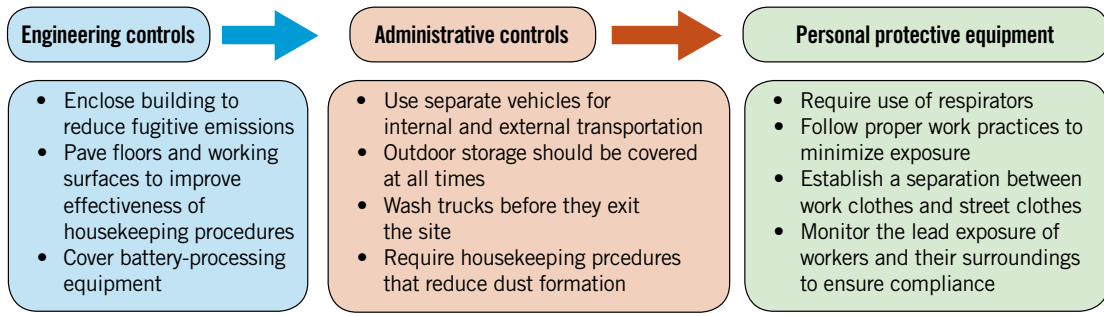 Engineering controls
Administrative controls
Personal protective equipment
• Enclose building to
reduce fugitive emissions
• Pave floors and working
surfaces to improve
effectiveness of
housekeeping procedures
• Cover battery-processing
equipment
• Use separate vehicles for
internal and external transportation
• Outdoor storage should be covered
at all times
• Wash trucks before they exit
the site
• Require housekeeping prcedures
that reduce dust formation
• Require use of respirators
• Follow proper work practices to
minimize exposure
• Establish a separation between
work clothes and street clothes
• Monitor the lead exposure of
workers and their surroundings
to ensure compliance